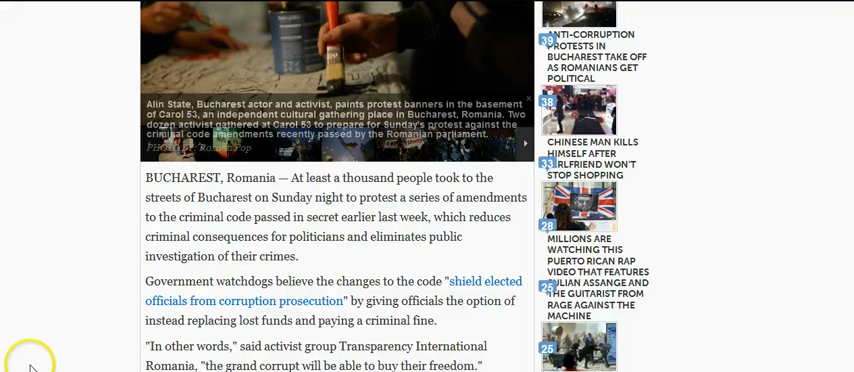 Alin State, Bucharest actor and activist, paints protest banners in the basement
of Carol 53, an independent cultural gathering place in Bucharest, Romania. Two
dozen activist gathered at Carol 53 to prepare for Sunday's protest against the
criminal code amendments recently passed by the Romanian parliament.
PHOTO BY: Roxana Pop
BUCHAREST, Romania — At least a thousand people took to the
streets of Bucharest on Sunday night to protest a series of amendments
to the criminal code passed in secret earlier last week, which reduces
criminal consequences for politicians and eliminates public
investigation of their crimes.
Government watchdogs believe the changes to the code "shield elected
officials from corruption prosecution" by giving officials the option of
instead replacing lost funds and paying a criminal fine.
"In other words," said activist group Transparency International
Romania, "the grand corrupt will be able to buy their freedom."
39
ANTI-CORRUPTION
PROTESTS IN
BUCHAREST TAKE OFF
AS ROMANIANS GET
POLITICAL
38
CHINESE MAN KILLS
HIMSELF AFTER
33
GIRLFRIEND WON'T
STOP SHOPPING
28
MILLIONS ARE
WATCHING THIS
PUERTO RICAN RAP
VIDEO THAT FEATURES
JULIAN ASSANGE AND
25
THE GUITARIST FROM
RAGE AGAINST THE
MACHINE
25